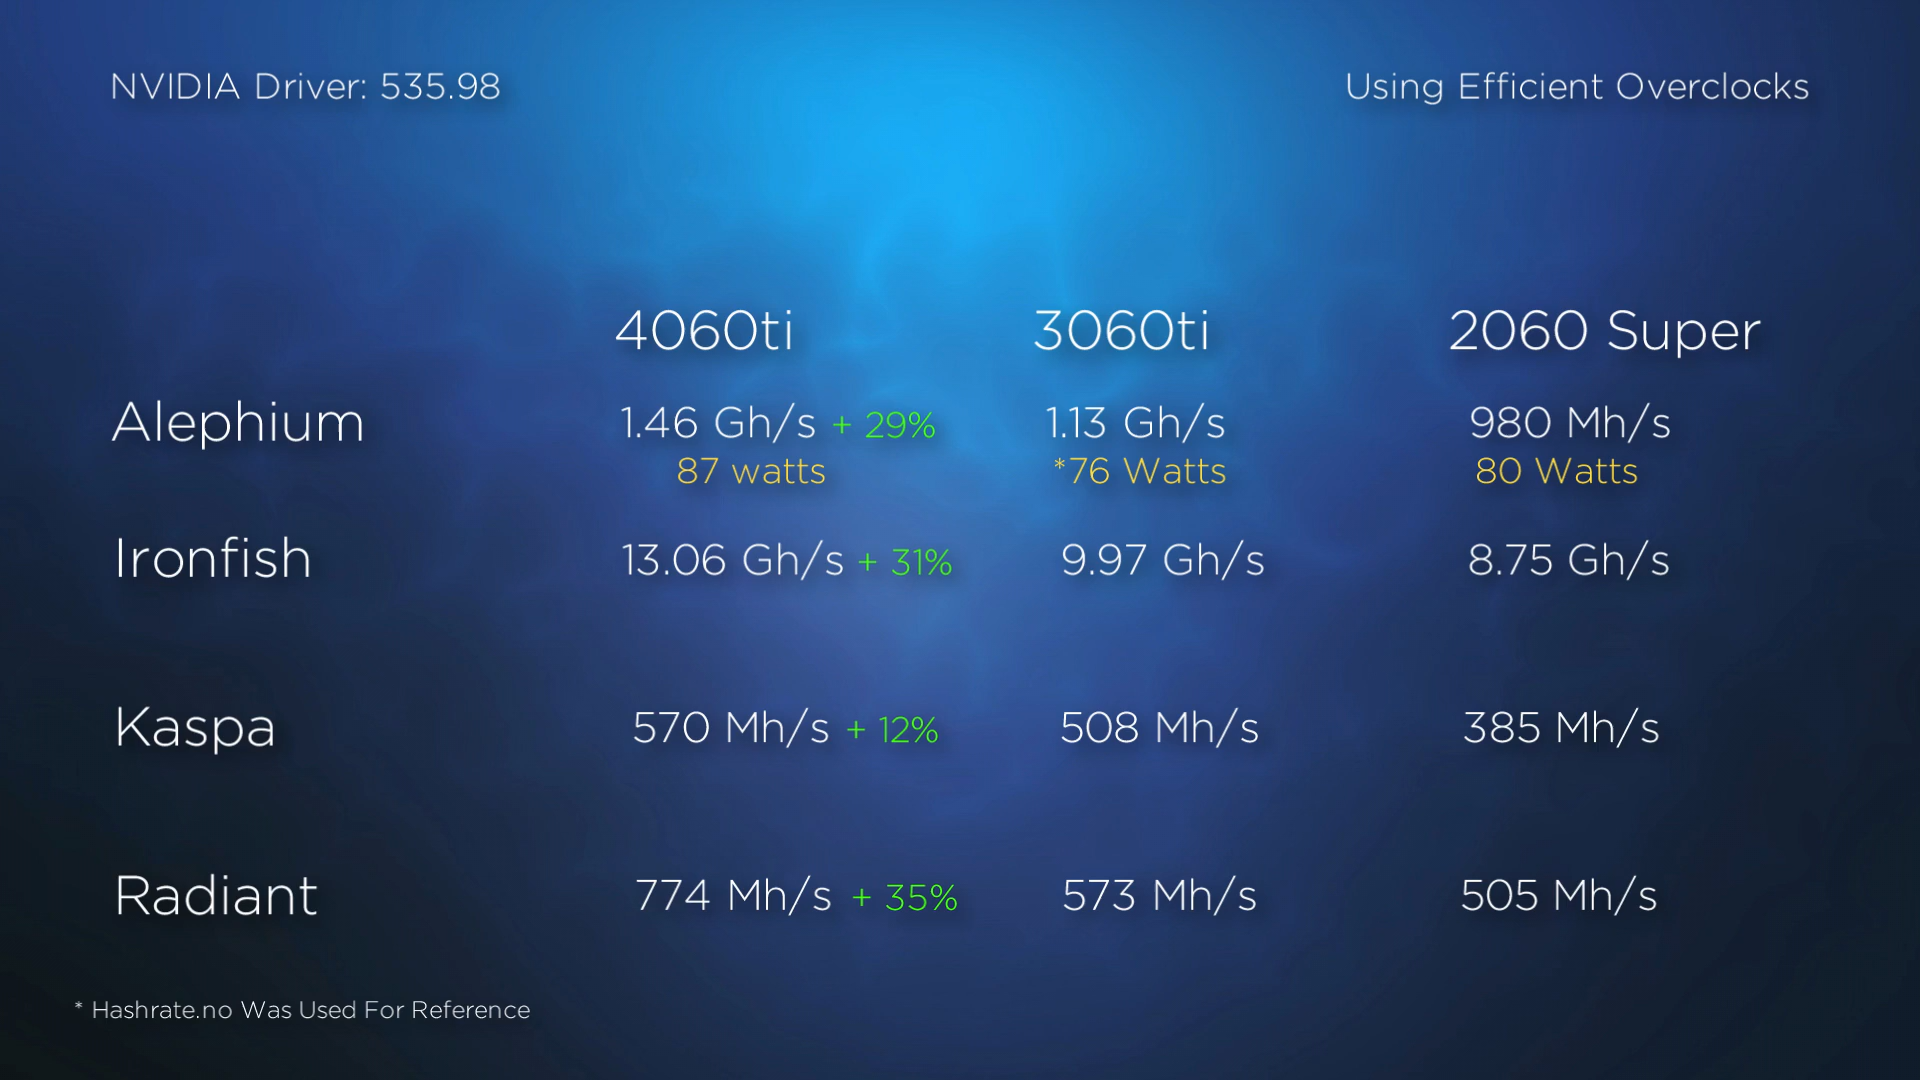 NVIDIA Driver: 535.98
Using Efficient Overclocks
4060ti 3060ti 2060 Super
Alephium 1.46 Gh/s + 29% 1.13 Gh/s 980 Mh/s
87 watts *76 Watts 80 Watts
Ironfish 13.06 Gh/s + 31% 9.97 Gh/s 8.75 Gh/s
Kaspa 570 Mh/s + 12% 508 Mh/s 385 Mh/s
Radiant 774 Mh/s + 35% 573 Mh/s 505 Mh/s
* Hashrate.no Was Used For Reference